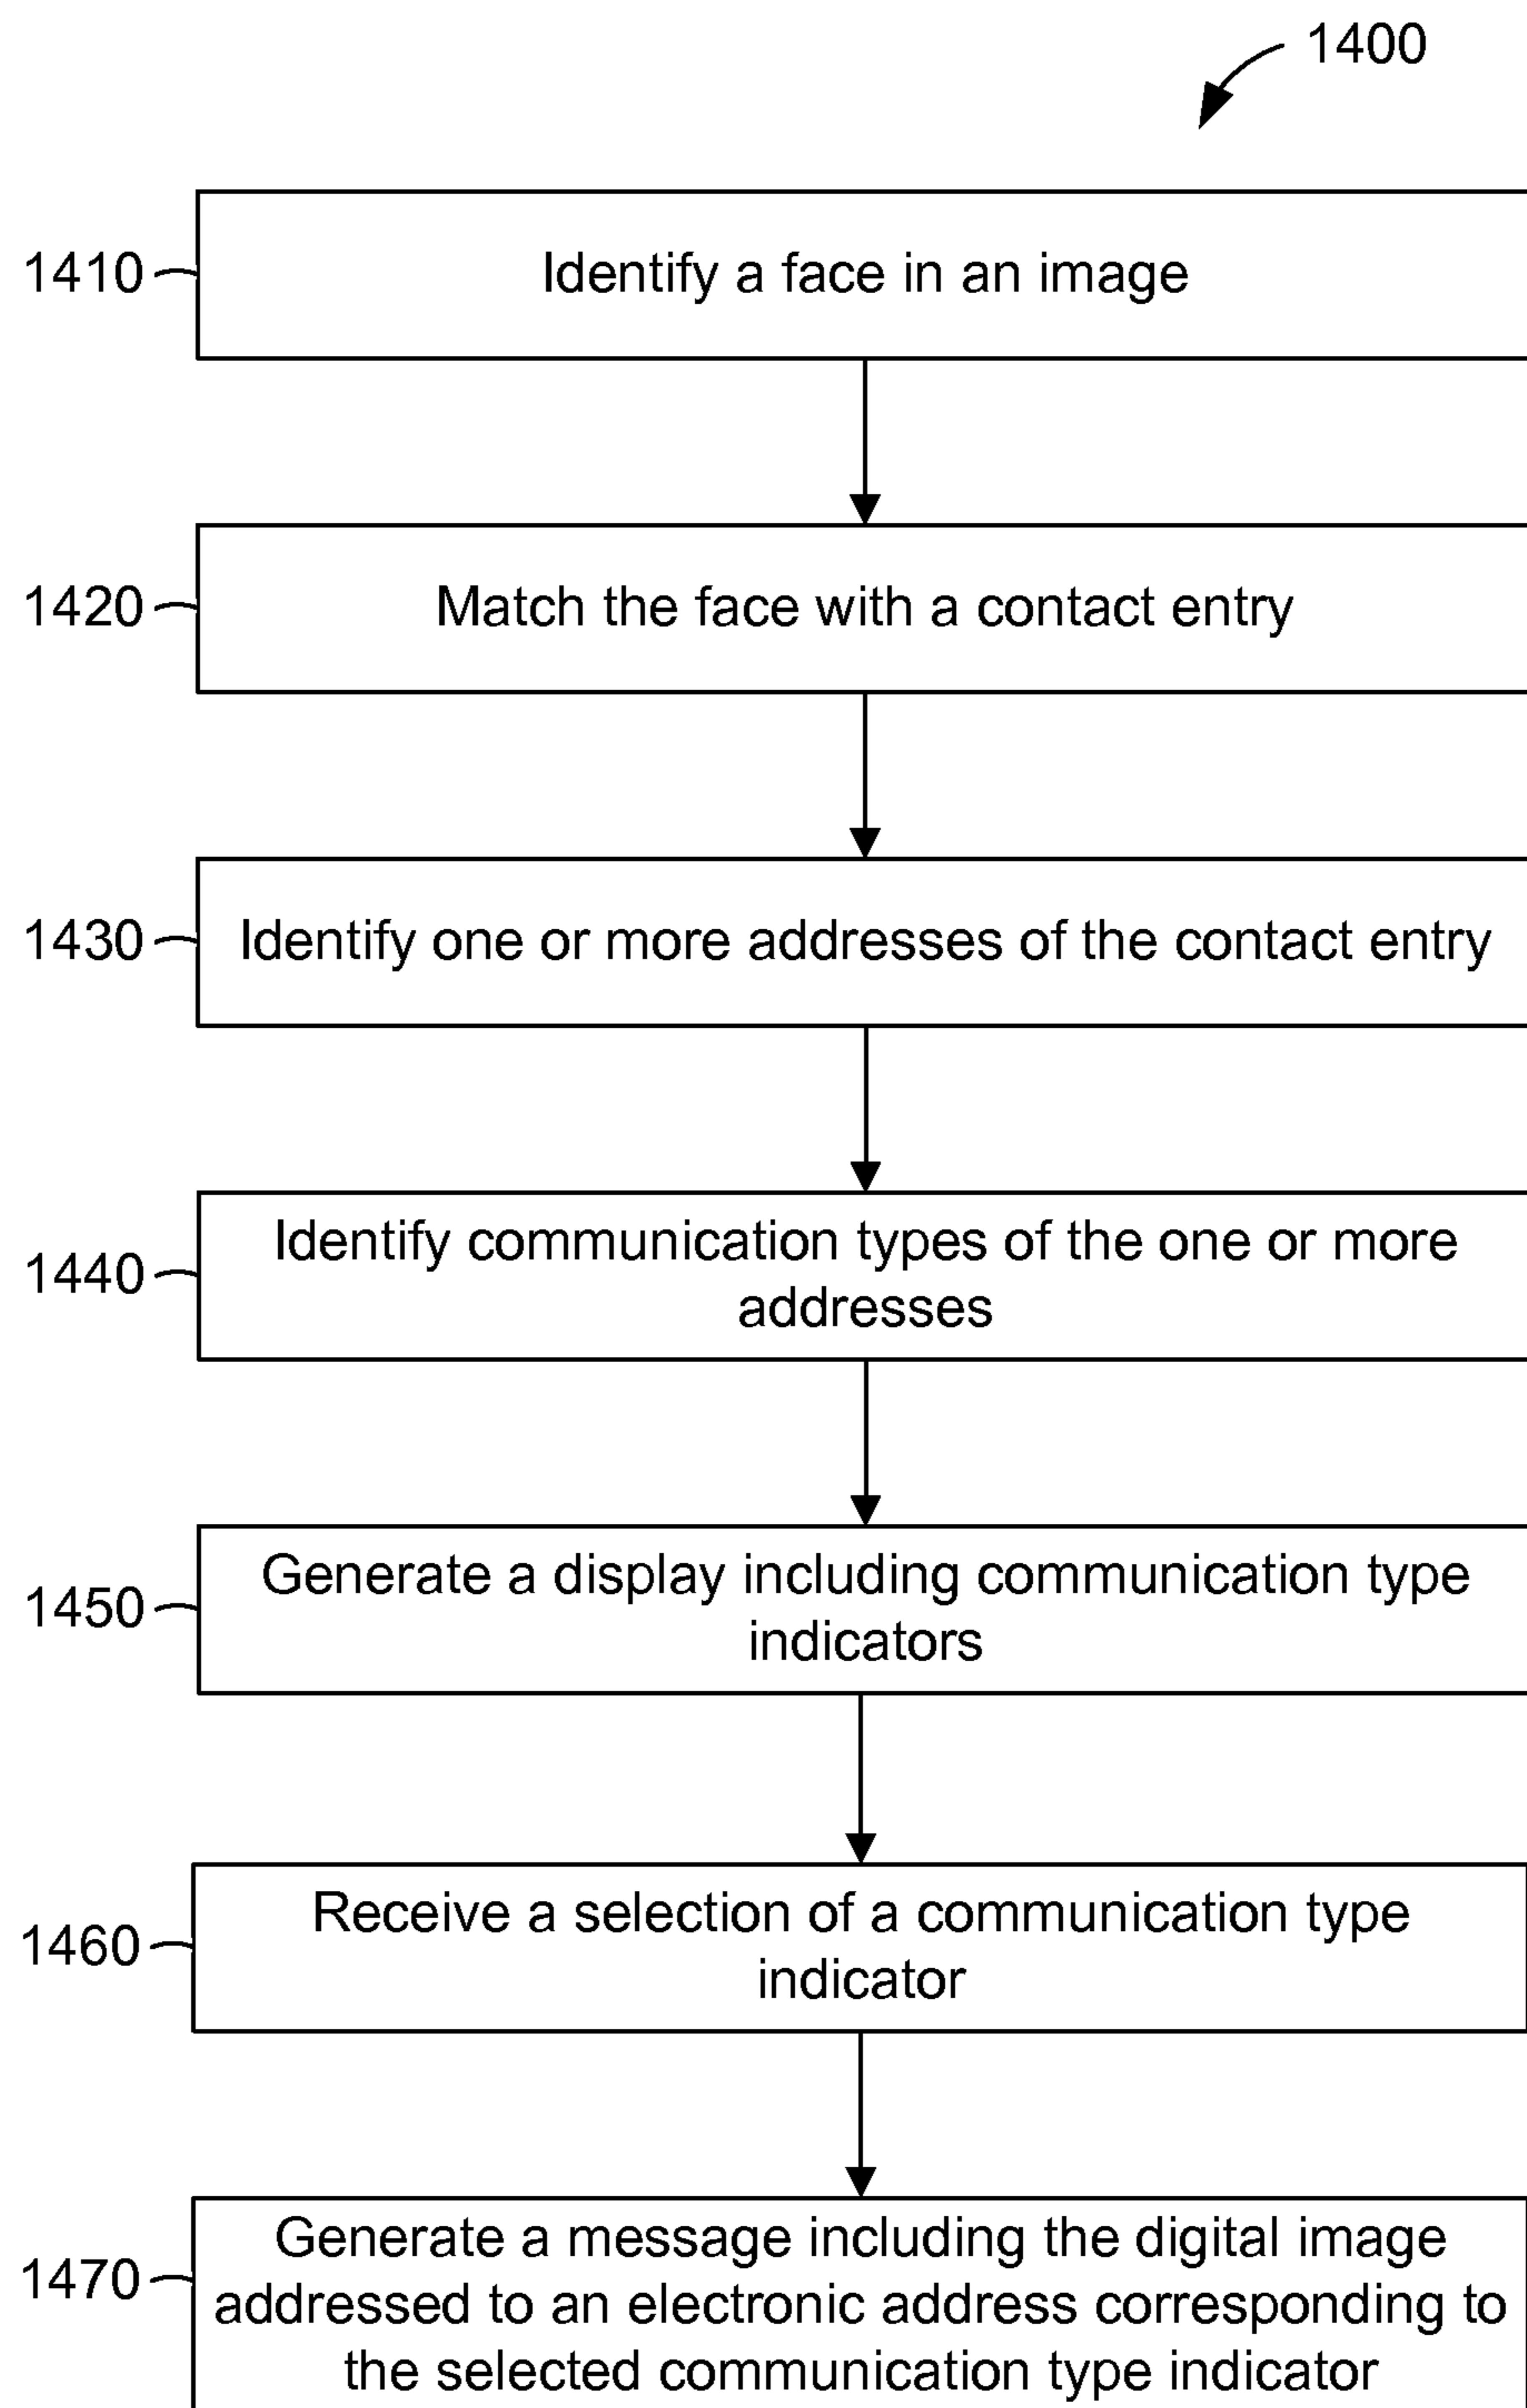 1400
1410
Identify a face in an image
1420
Match the face with a contact entry
1430
Identify one or more addresses of the contact entry
1440
Identify communication types of the one or more
addresses
1450
Generate a display including communication type
indicators
1460
Receive a selection of a communication type
indicator
1470
Generate a message including the digital image
addressed to an electronic address corresponding to
the selected communication type indicator